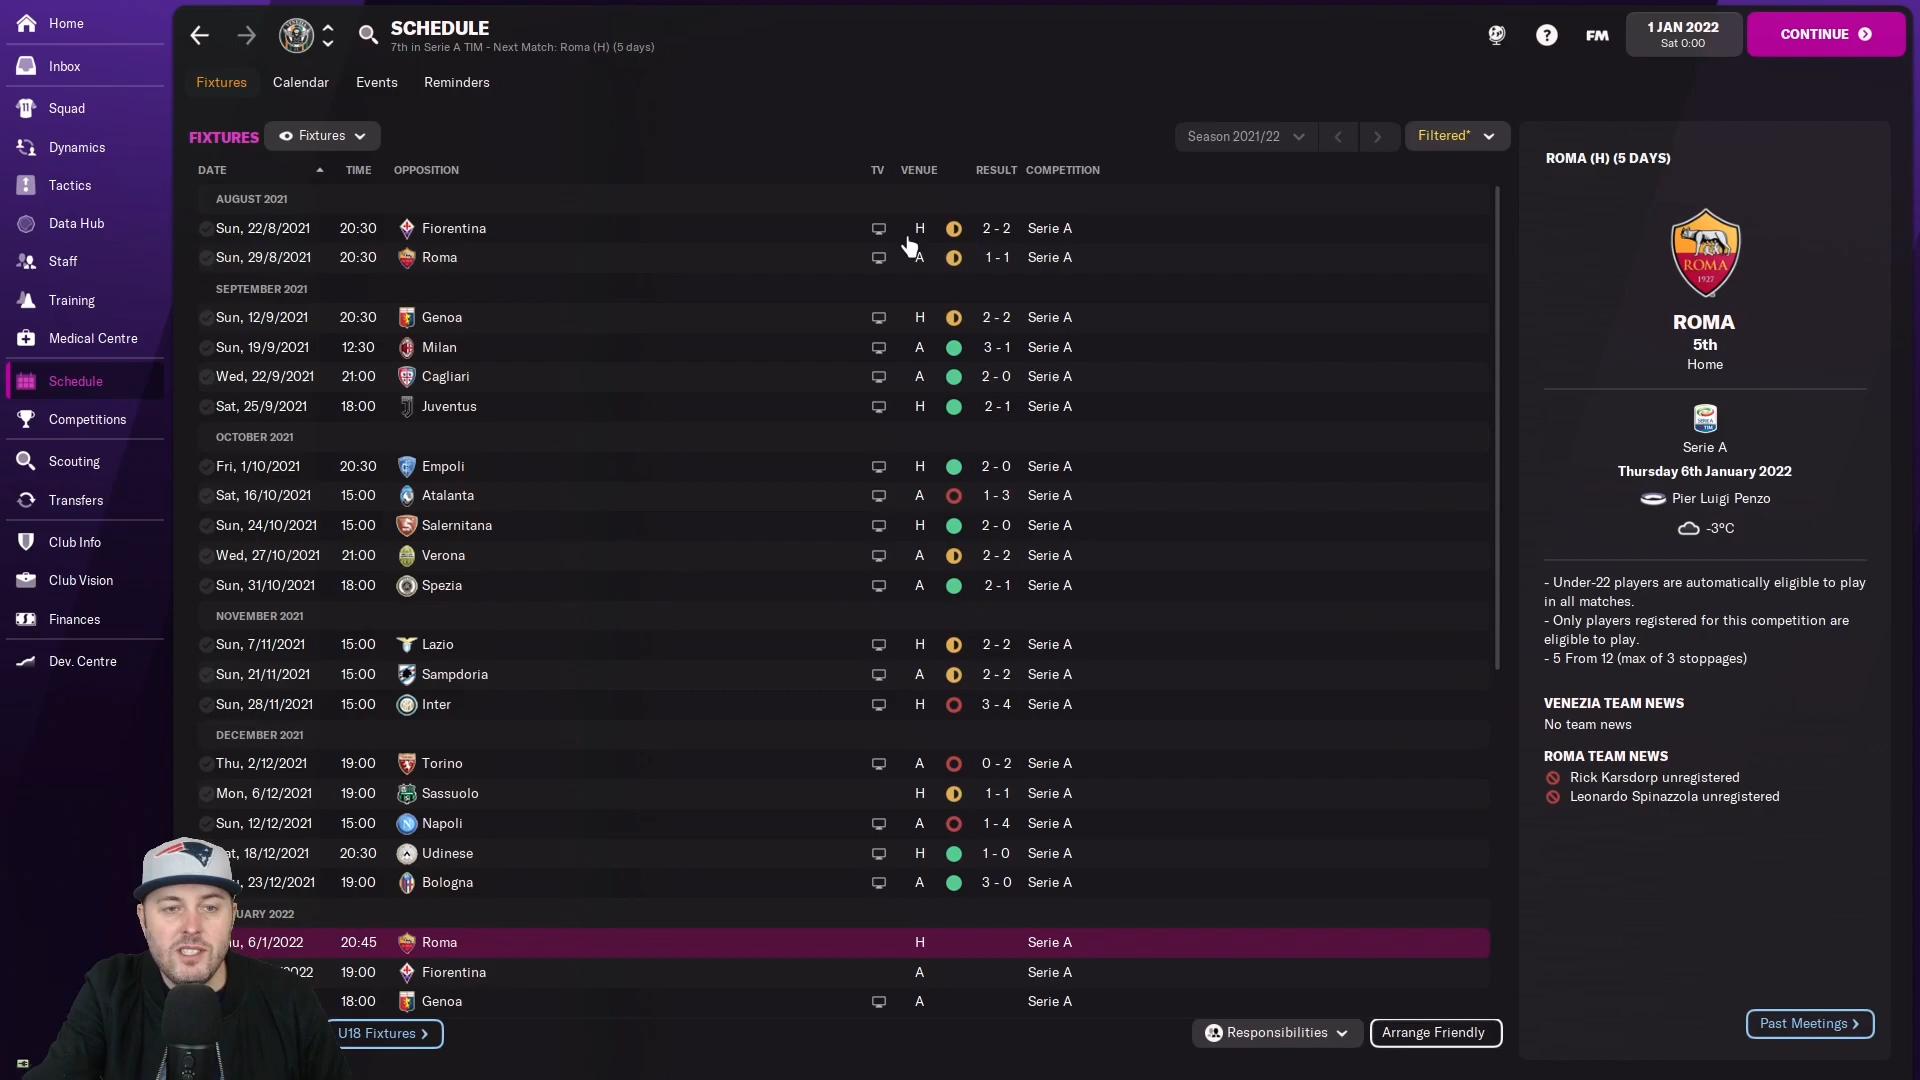 Home
SCHEDULE
7th in Serie A TIM - Next Match: Roma (H) (5 days)
FM
1 JAN 2022
Sat 0:00
CONTINUE
Inbox
Squad
Dynamics
Tactics
Data Hub
Staff
Training
Medical Centre
Schedule
Competitions
Scouting
Transfers
Club Info
Club Vision
Finances
Dev. Centre
Fixtures Calendar Events Reminders
FIXTURES Fixtures Season 2021/22 Filtered*
DATE TIME OPPOSITION TV VENUE RESULT COMPETITION
AUGUST 2021
Sun, 22/8/2021 20:30 Fiorentina H 2 - 2 Serie A
Sun, 29/8/2021 20:30 Roma A 1 - 1 Serie A
SEPTEMBER 2021
Sun, 12/9/2021 20:30 Genoa H 2 - 2 Serie A
Sun, 19/9/2021 12:30 Milan A 3 - 1 Serie A
Wed, 22/9/2021 21:00 Cagliari A 2 - 0 Serie A
Sat, 25/9/2021 18:00 Juventus H 2 - 1 Serie A
OCTOBER 2021
Fri, 1/10/2021 20:30 Empoli H 2 - 0 Serie A
Sat, 16/10/2021 15:00 Atalanta A 1 - 3 Serie A
Sun, 24/10/2021 15:00 Salernitana H 2 - 0 Serie A
Wed, 27/10/2021 21:00 Verona A 2 - 2 Serie A
Sun, 31/10/2021 18:00 Spezia A 2 - 1 Serie A
NOVEMBER 2021
Sun, 7/11/2021 15:00 Lazio H 2 - 2 Serie A
Sun, 21/11/2021 15:00 Sampdoria A 2 - 2 Serie A
Sun, 28/11/2021 15:00 Inter H 3 - 4 Serie A
DECEMBER 2021
Thu, 2/12/2021 19:00 Torino A 0 - 2 Serie A
Mon, 6/12/2021 19:00 Sassuolo H 1 - 1 Serie A
Sun, 12/12/2021 15:00 Napoli A 1 - 4 Serie A
at, 18/12/2021 20:30 Udinese H 1 - 0 Serie A
23/12/2021 19:00 Bologna A 3 - 0 Serie A
UARY 2022
6/1/2022 20:45 Roma H Serie A
2022 19:00 Fiorentina A Serie A
18:00 Genoa A Serie A
U18 Fixtures
Responsibilities
Arrange Friendly
ROMA (H) (5 DAYS)
ROMA
1927
ROMA
5th
Home
Serie A
Thursday 6th January 2022
Pier Luigi Penzo
-3ºC
- Under-22 players are automatically eligible to play
in all matches.
- Only players registered for this competition are
eligible to play.
- 5 From 12 (max of 3 stoppages)
VENEZIA TEAM NEWS
No team news
ROMA TEAM NEWS
Rick Karsdorp unregistered
Leonardo Spinazzola unregistered
Past Meetings